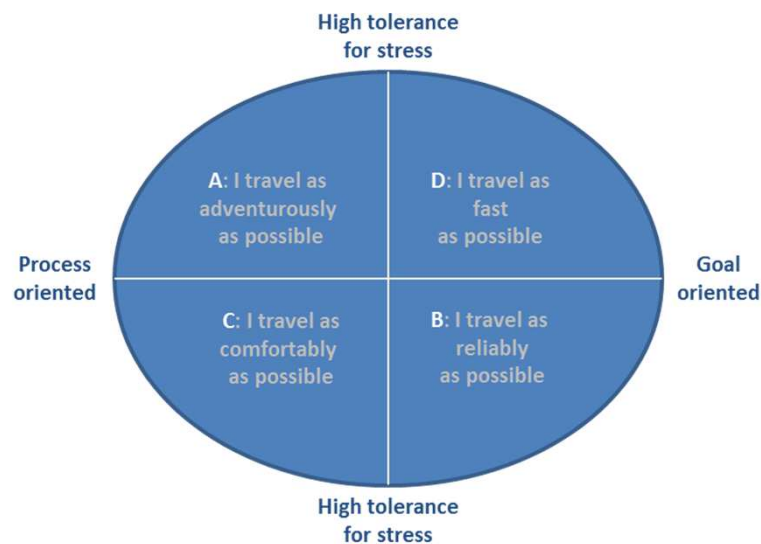 High tolerance
for stress
A: I travel as
adventurously
as possible
D: I travel as
fast
as possible
Process
oriented
Goal
oriented
C: I travel as
comfortably
as possible
B: I travel as
reliably
as possible
High tolerance
for stress